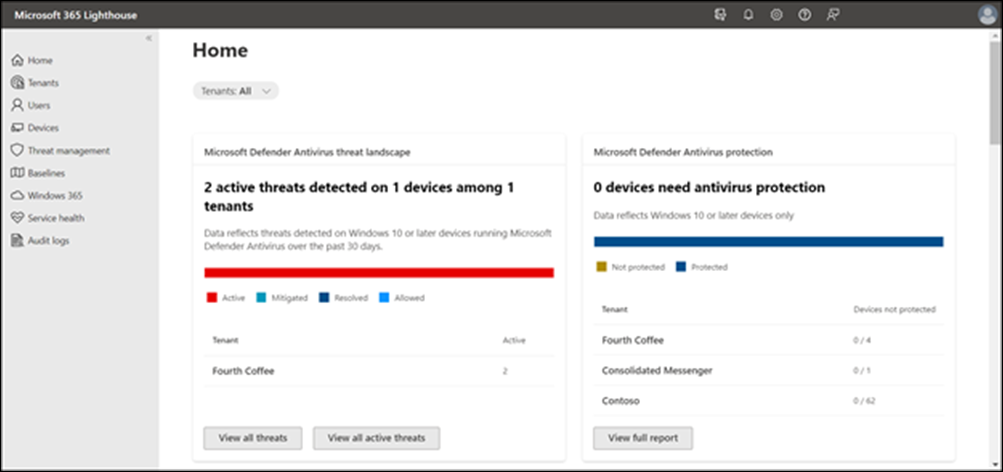 Microsoft 365 Lighthouse
Home
Tenants
Users
Devices
Threat management
Baselines
Windows 365
Service health
Audit logs
Home
Tenants: All
Microsoft Defender Antivirus threat landscape
2 active threats detected on 1 devices among 1
tenants
Data reflects threats detected on Windows 10 or later devices running Microsoft
Defender Antivirus over the past 30 days.
Active Mitigated Resolved Allowed
Tenant Active
Fourth Coffee 2
View all threats View all active threats
Microsoft Defender Antivirus protection
0 devices need antivirus protection
Data reflects Windows 10 or later devices only
Not protected Protected
Tenant Devices not protected
Fourth Coffee 0 / 4
Consolidated Messenger 0 / 1
Contoso 0 / 62
View full report